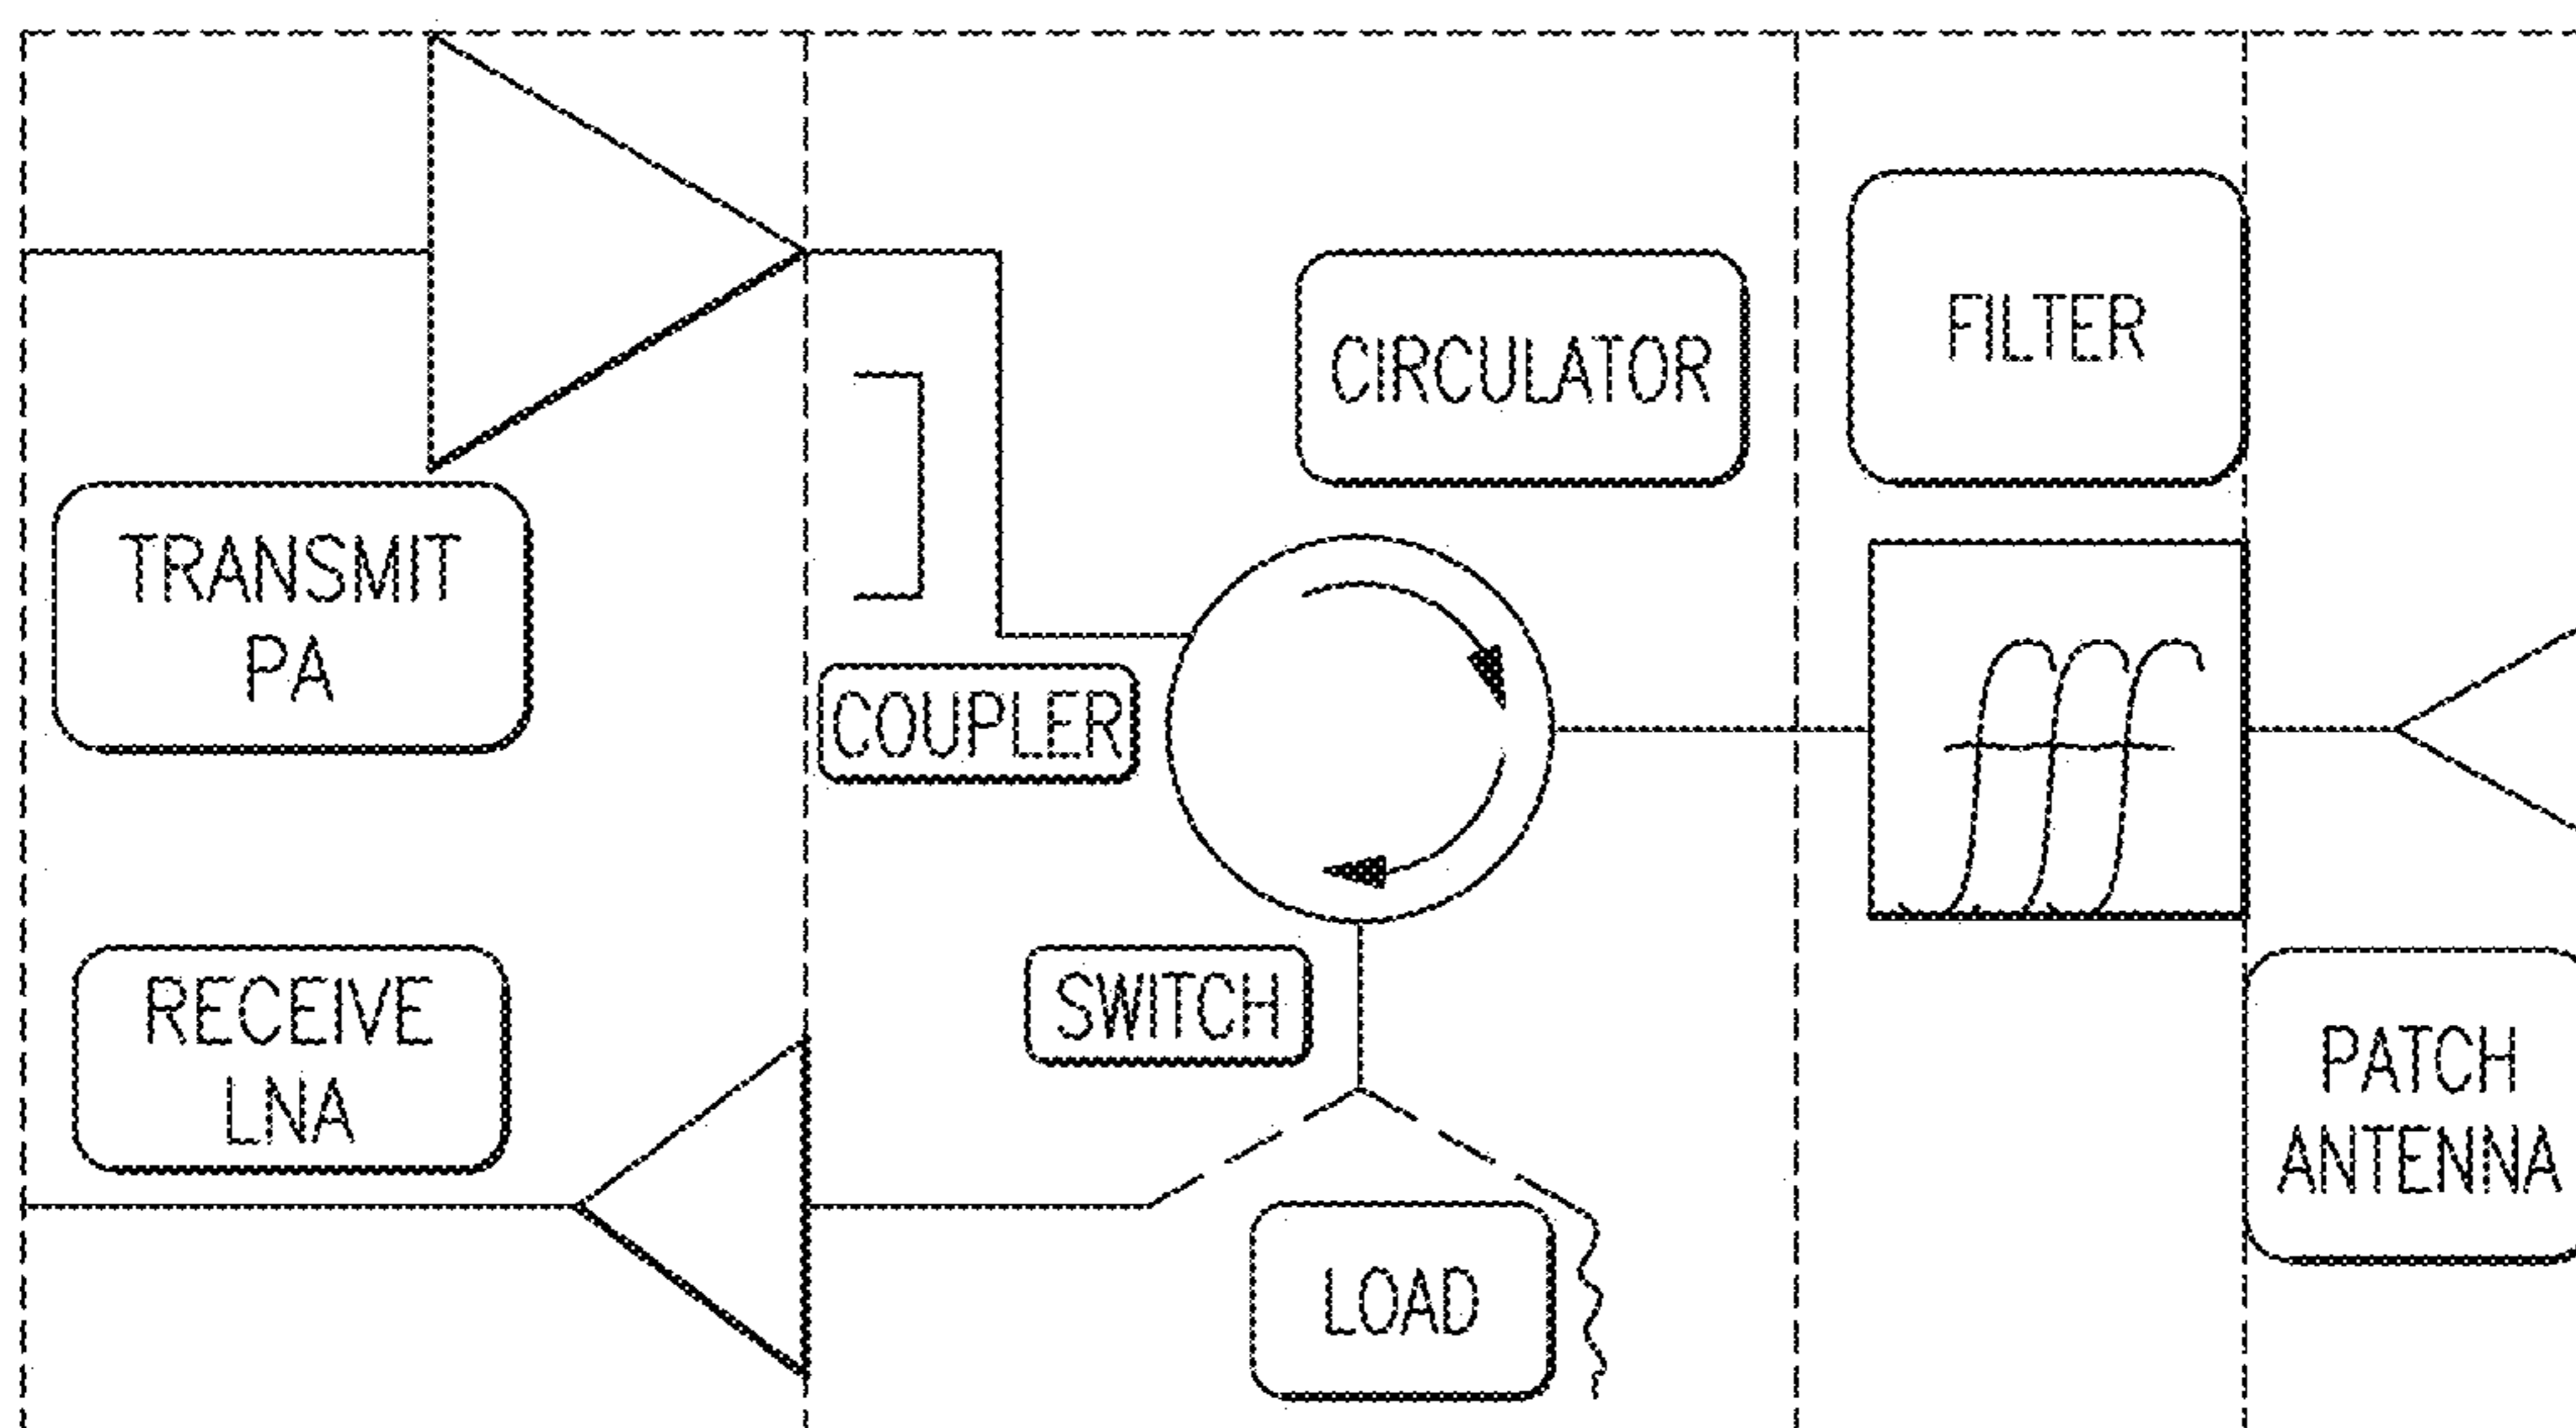 CIRCULATOR
FILTER
TRANSMIT
PA
COUPLER
RECEIVE
LNA
SWITCH
PATCH
ANTENNA
LOAD